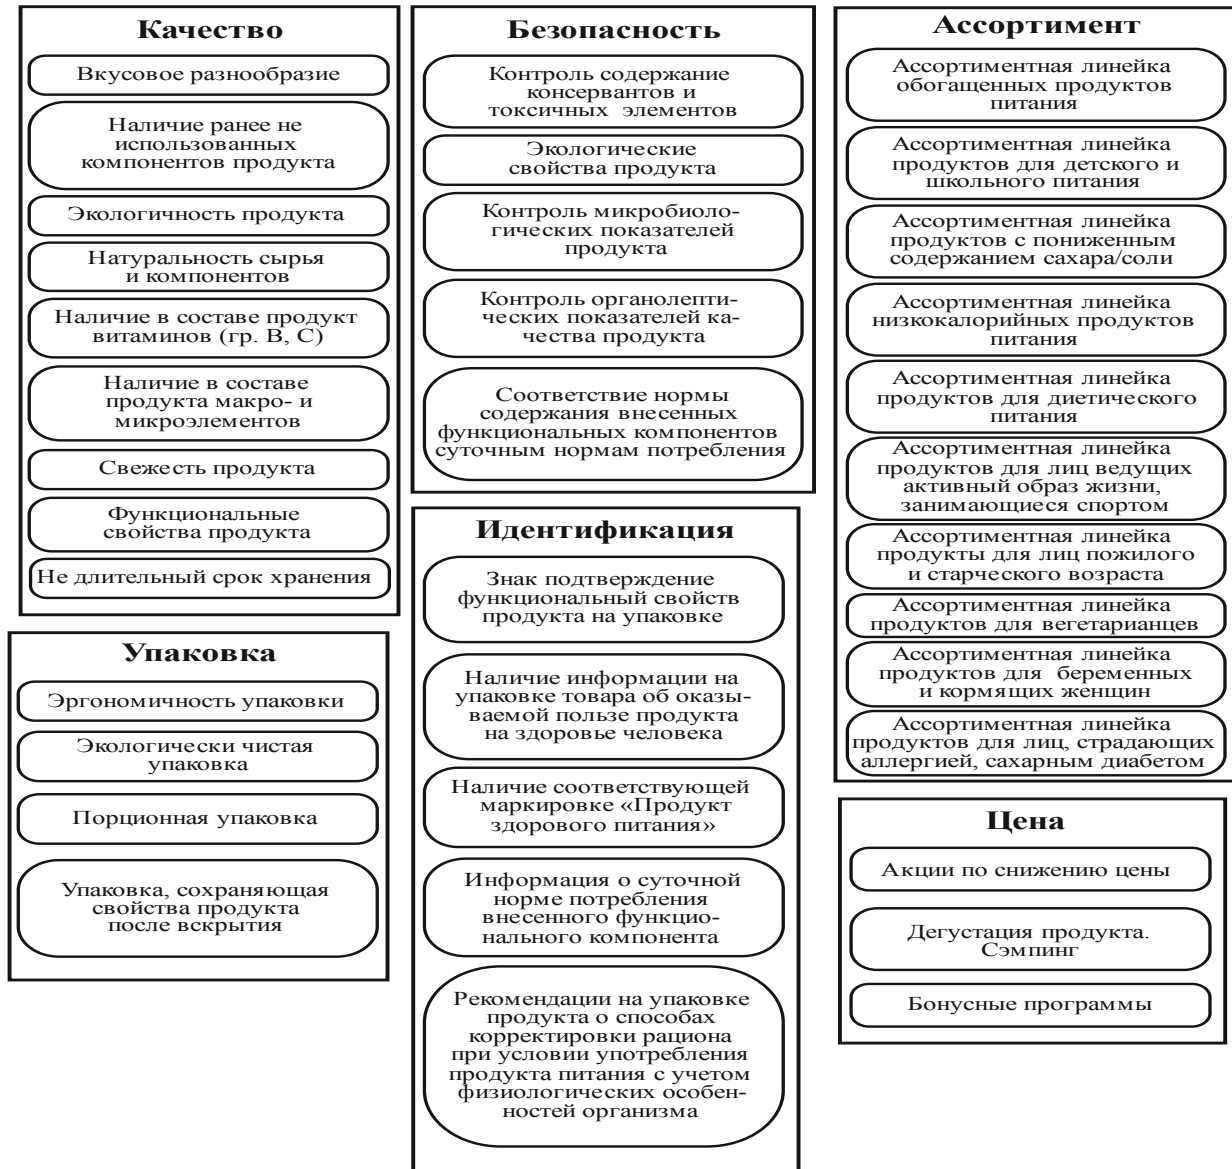 Качество
Вкусовое разнообразие
Наличие ранее не
использованных
компонентов продукта
Экологичность продукта
Натуральность сырья
и компонентов
Наличие в составе продукт
витаминов (гр. В, С)
Наличие в составе
продукта макро- и
микроэлементов
Свежесть продукта
Функциональные
свойства продукта
Не длительный срок хранения
Упаковка
Эргономичность упаковки
Экологически чистая
упаковка
Порционная упаковка
Упаковка, сохраняющая
свойства продукта
после вскрытия
Безопасность
Контроль содержание
консервантов и
токсичных элементов
Экологические
свойства продукта
Контроль микробиоло-
гических показателей
продукта
Контроль органолепти-
ческих показателей ка-
чества продукта
Соответствие нормы
содержания внесенных
функциональных компонентов
суточным нормам потребления
Идентификация
Знак подтверждение
функциональный свойств
продукта на упаковке
Наличие информации на
упаковке товара об оказы-
ваемой пользе продукта
на здоровье человека
Наличие соответствующей
маркировке «Продукт
здорового питания»
Информация о суточной
норме потребления
внесенного функцио-
нального компонента
Рекомендации на упаковке
продукта о способах
корректировки рациона
при условии употребления
продукта питания с учетом
физиологических особен-
ностей организма
Ассортимент
Ассортиментная линейка
обогащенных продуктов
питания
Ассортиментная линейка
продуктов для детского и
школьного питания
Ассортиментная линейка
продуктов с пониженным
содержанием сахара/соли
Ассортиментная линейка
низкокалорийных продуктов
питания
Ассортиментная линейка
продуктов для диетического
питания
Ассортиментная линейка
продуктов для лиц ведущих
активный образ жизни,
занимающиеся спортом
Ассортиментная линейка
продукты для лиц пожилого
и старческого возраста
Ассортиментная линейка
продуктов для вегетарианцев
Ассортиментная линейка
продуктов для беременных
и кормящих женщин
Ассортиментная линейка
продуктов для лиц, страдающих
аллергией, сахарным диабетом
Цена
Акции по снижению цены
Дегустация продукта.
Сэмпинг
Бонусные программы